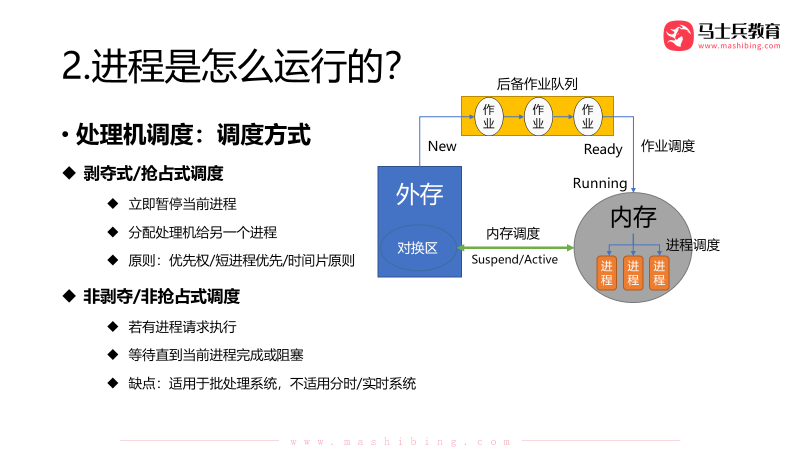 马士兵教育
www.mashibing.com
2.进程是怎么运行的？
• 处理机调度：调度方式
◆ 剥夺式/抢占式调度
◆ 立即暂停当前进程
◆ 分配处理机给另一个进程
◆ 原则：优先权/短进程优先/时间片原则
◆ 非剥夺/非抢占式调度
◆ 若有进程请求执行
◆ 等待直到当前进程完成或阻塞
◆ 缺点：适用于批处理系统，不适用分时/实时系统
后备作业队列
作业
作业
作业
New
Ready
作业调度
Running
外存
对换区
内存调度
Suspend/Active
内存
进程调度
进程
进程
进程
www.mashibing.com